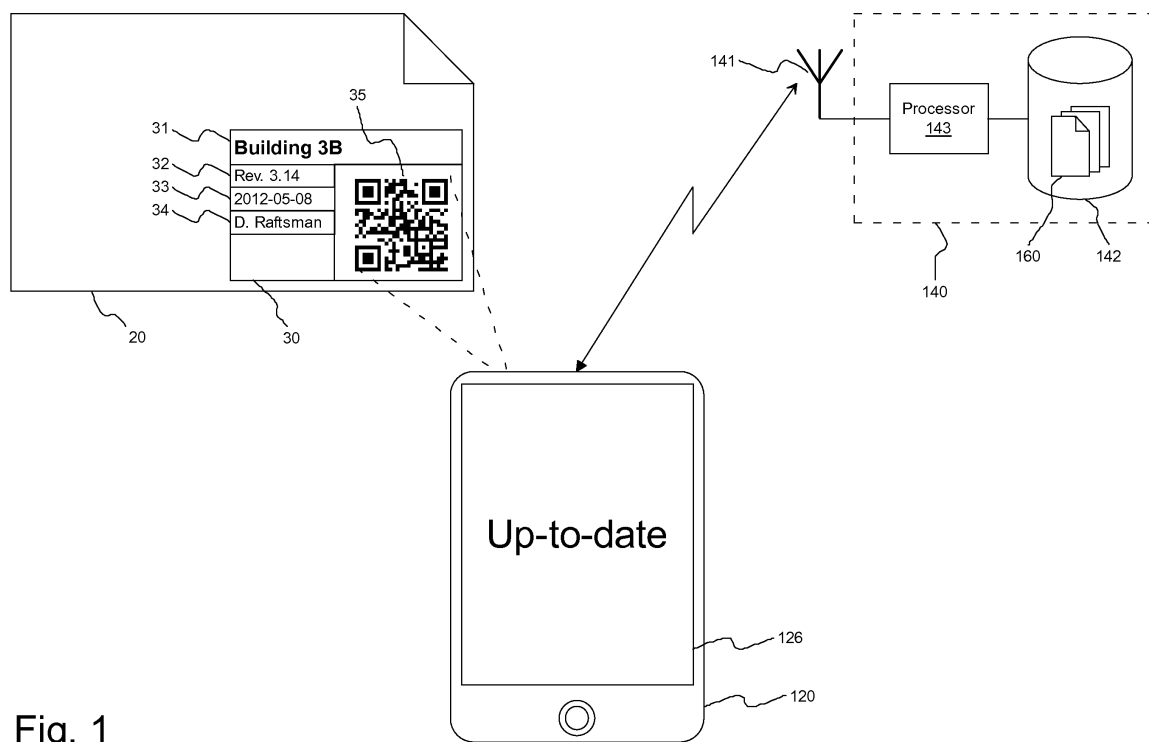 35
31
Building 3B
32
Rev. 3.14
33
2012-05-08
34
D. Raftsman
20
30
141
Processor
143
160
142
140
Up-to-date
126
120
Fig. 1